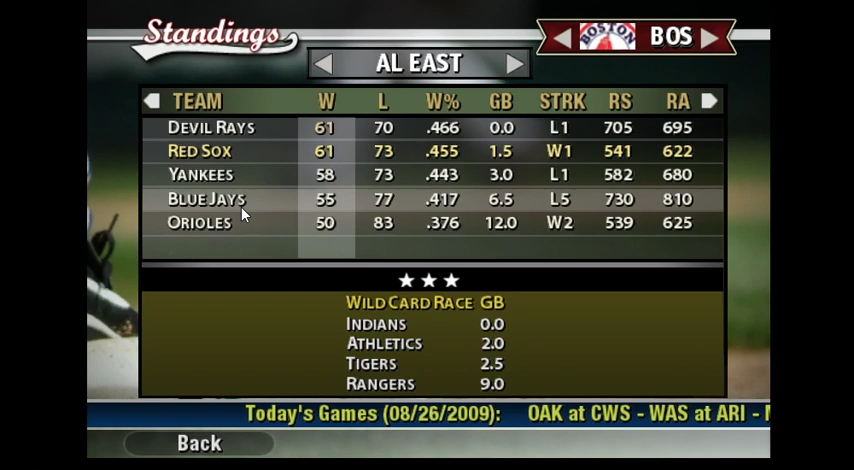 Standings
BOSTON BOS
AL EAST
TEAM W L W% GB STRK RS RA
DEVIL RAYS 61 70 .466 0.0 L1 705 695
RED SOX 61 73 .455 1.5 W1 541 622
YANKEES 58 73 .443 3.0 L1 582 680
BLUE JAYS 55 77 .417 6.5 L5 730 810
ORIOLES 50 83 .376 12.0 W2 539 625
WILD CARD RACE GB
INDIANS 0.0
ATHLETICS 2.0
TIGERS 2.5
RANGERS 9.0
Today's Games (08/26/2009): OAK at CWS - WAS at ARI -
Back